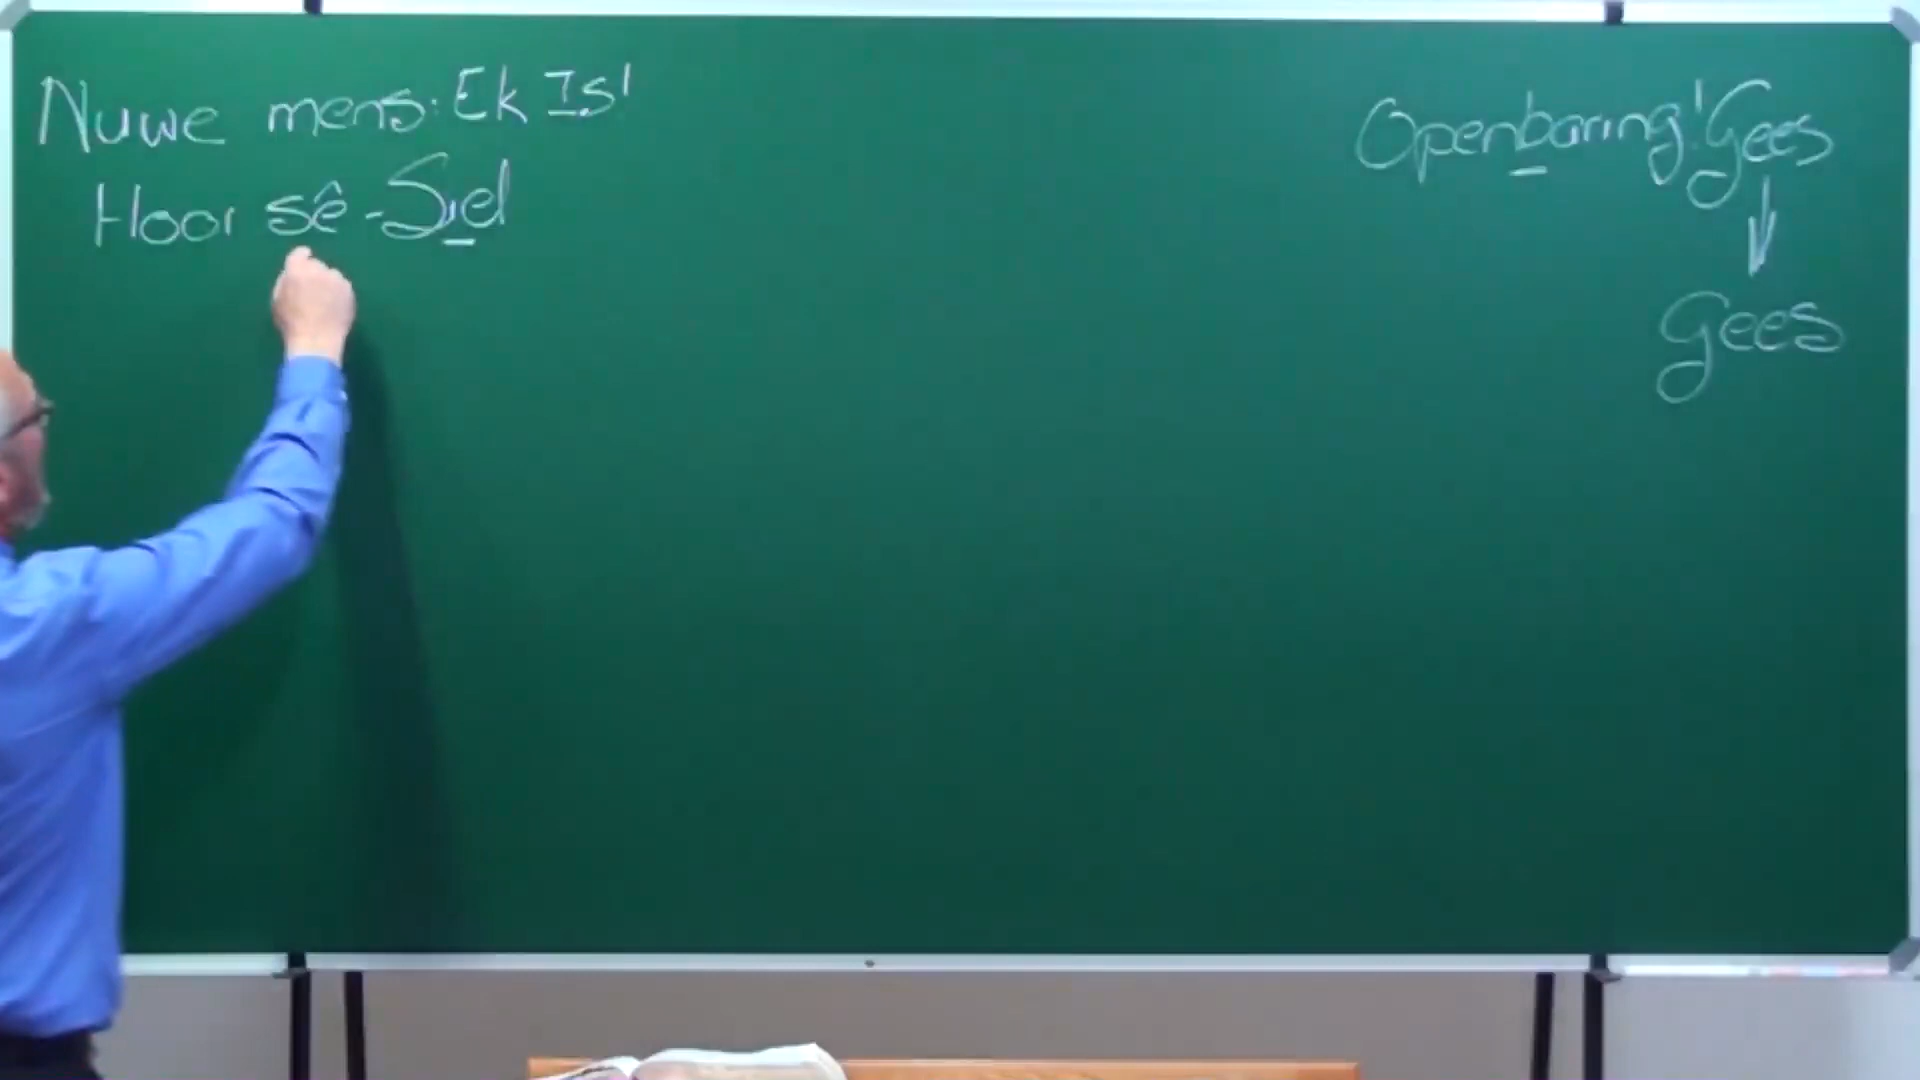 Nuwe mens: Ek Is!
Hoor sê - Siel
Openbaring! Gees
Gees